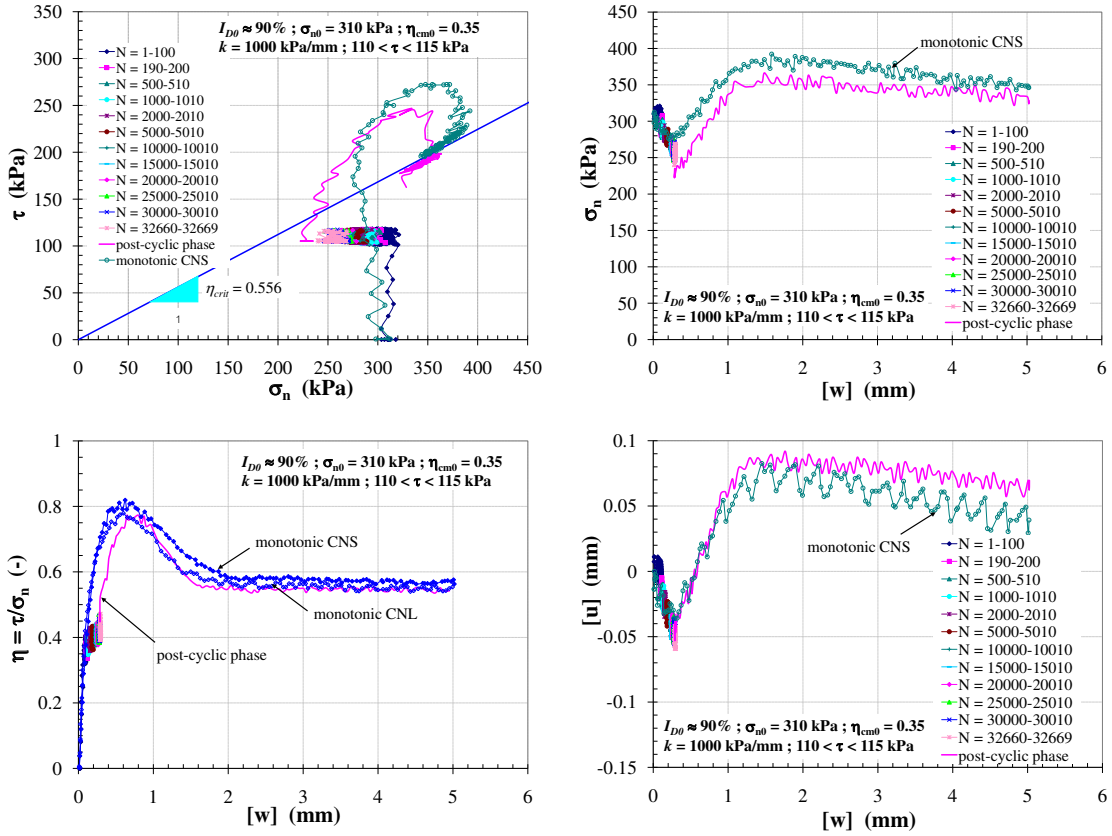 I_D0 ≈ 90% ; σ_n0 = 310 kPa ; η_cm0 = 0.35
k = 1000 kPa/mm ; 110 < τ < 115 kPa
N = 1-100
N = 190-200
N = 500-510
N = 1000-1010
N = 2000-2010
N = 5000-5010
N = 10000-10010
N = 15000-15010
N = 20000-20010
N = 25000-25010
N = 30000-30010
N = 32660-32669
post-cyclic phase
monotonic CNS
η_crit = 0.556
1
τ (kPa)
400
350
300
250
200
150
100
50
0
0 50 100 150 200 250 300 350 400 450
σ_n (kPa)
monotonic CNS
N = 1-100
N = 190-200
N = 500-510
N = 1000-1010
N = 2000-2010
N = 5000-5010
N = 10000-10010
N = 15000-15010
N = 20000-20010
N = 25000-25010
N = 30000-30010
N = 32660-32669
post-cyclic phase
I_D0 ≈ 90% ; σ_n0 = 310 kPa ; η_cm0 = 0.35
k = 1000 kPa/mm ; 110 < τ < 115 kPa
σ_n (kPa)
450
400
350
300
250
200
150
100
50
0
0 1 2 3 4 5 6
[w] (mm)
I_D0 ≈ 90% ; σ_n0 = 310 kPa ; η_cm0 = 0.35
k = 1000 kPa/mm ; 110 < τ < 115 kPa
monotonic CNS
monotonic CNL
post-cyclic phase
η = τ/σ_n (-)
1
0.8
0.6
0.4
0.2
0
0 1 2 3 4 5 6
[w] (mm)
monotonic CNS
N = 1-100
N = 190-200
N = 500-510
N = 1000-1010
N = 2000-2010
N = 5000-5010
N = 10000-10010
N = 15000-15010
N = 20000-20010
N = 25000-25010
N = 30000-30010
N = 32660-32669
post-cyclic phase
I_D0 ≈ 90% ; σ_n0 = 310 kPa ; η_cm0 = 0.35
k = 1000 kPa/mm ; 110 < τ < 115 kPa
[u] (mm)
0.1
0.05
0
-0.05
-0.1
-0.15
0 1 2 3 4 5 6
[w] (mm)